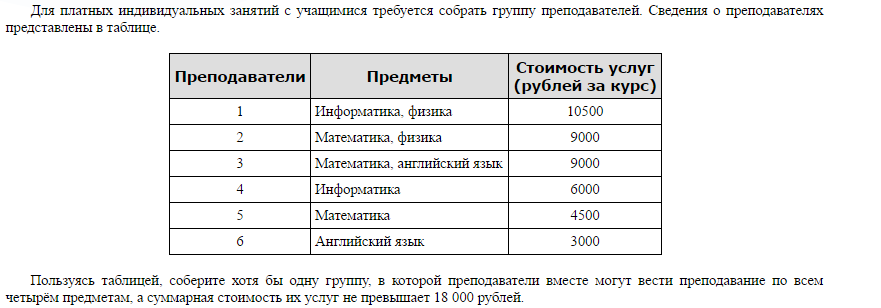 Для платных индивидуальных занятий с учащимися требуется собрать группу преподавателей. Сведения о преподавателях
представлены в таблице.
Преподаватели Предметы Стоимость услуг
(рублей за курс)
1 Информатика, физика 10500
2 Математика, физика 9000
3 Математика, английский язык 9000
4 Информатика 6000
5 Математика 4500
6 Английский язык 3000
Пользуясь таблицей, соберите хотя бы одну группу, в которой преподаватели вместе могут вести преподавание по всем
четырём предметам, а суммарная стоимость их услуг не превышает 18 000 рублей.